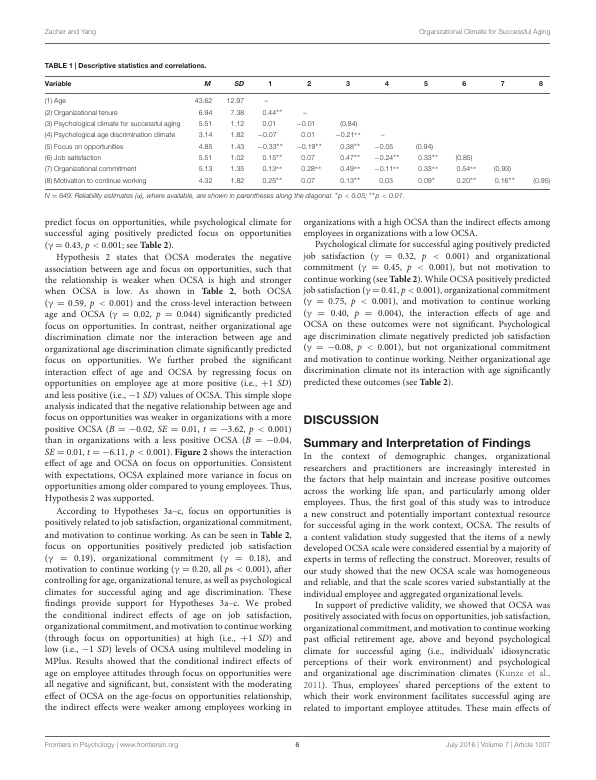 Zacher and Yang
Organizational Climate for Successful Aging
TABLE 1 | Descriptive statistics and correlations.
Variable M SD 1 2 3 4 5 6 7 8
(1) Age 43.62 12.97 –
(2) Organizational tenure 6.94 7.38 0.44** –
(3) Psychological climate for successful aging 5.51 1.12 0.01 −0.01 (0.84)
(4) Psychological age discrimination climate 3.14 1.82 −0.07 0.01 −0.21** –
(5) Focus on opportunities 4.85 1.43 −0.33** −0.19** 0.38** −0.05 (0.94)
(6) Job satisfaction 5.51 1.02 0.15** 0.07 0.47** −0.24** 0.33** (0.85)
(7) Organizational commitment 5.13 1.35 0.13** 0.28** 0.49** −0.11** 0.33** 0.54** (0.93)
(8) Motivation to continue working 4.32 1.82 0.25** 0.07 0.13** 0.03 0.09* 0.20** 0.16** (0.95)
N = 649. Reliability estimates (α), where available, are shown in parentheses along the diagonal. *p < 0.05; **p < 0.01.
predict focus on opportunities, while psychological climate for
successful aging positively predicted focus on opportunities
(γ = 0.43, p < 0.001; see Table 2).
Hypothesis 2 states that OCSA moderates the negative
association between age and focus on opportunities, such that
the relationship is weaker when OCSA is high and stronger
when OCSA is low. As shown in Table 2, both OCSA
(γ = 0.59, p < 0.001) and the cross-level interaction between
age and OCSA (γ = 0.02, p = 0.044) significantly predicted
focus on opportunities. In contrast, neither organizational age
discrimination climate nor the interaction between age and
organizational age discrimination climate significantly predicted
focus on opportunities. We further probed the significant
interaction effect of age and OCSA by regressing focus on
opportunities on employee age at more positive (i.e., +1 SD)
and less positive (i.e., −1 SD) values of OCSA. This simple slope
analysis indicated that the negative relationship between age and
focus on opportunities was weaker in organizations with a more
positive OCSA (B = −0.02, SE = 0.01, t = −3.62, p < 0.001)
than in organizations with a less positive OCSA (B = −0.04,
SE = 0.01, t = −6.11, p < 0.001). Figure 2 shows the interaction
effect of age and OCSA on focus on opportunities. Consistent
with expectations, OCSA explained more variance in focus on
opportunities among older compared to young employees. Thus,
Hypothesis 2 was supported.
According to Hypotheses 3a–c, focus on opportunities is
positively related to job satisfaction, organizational commitment,
and motivation to continue working. As can be seen in Table 2,
focus on opportunities positively predicted job satisfaction
(γ = 0.19), organizational commitment (γ = 0.18), and
motivation to continue working (γ = 0.20, all ps < 0.001), after
controlling for age, organizational tenure, as well as psychological
climates for successful aging and age discrimination. These
findings provide support for Hypotheses 3a–c. We probed
the conditional indirect effects of age on job satisfaction,
organizational commitment, and motivation to continue working
(through focus on opportunities) at high (i.e., +1 SD) and
low (i.e., −1 SD) levels of OCSA using multilevel modeling in
MPlus. Results showed that the conditional indirect effects of
age on employee attitudes through focus on opportunities were
all negative and significant, but, consistent with the moderating
effect of OCSA on the age-focus on opportunities relationship,
the indirect effects were weaker among employees working in
organizations with a high OCSA than the indirect effects among
employees in organizations with a low OCSA.
Psychological climate for successful aging positively predicted
job satisfaction (γ = 0.32, p < 0.001) and organizational
commitment (γ = 0.45, p < 0.001), but not motivation to
continue working (see Table 2). While OCSA positively predicted
job satisfaction (γ = 0.41, p < 0.001), organizational commitment
(γ = 0.75, p < 0.001), and motivation to continue working
(γ = 0.40, p = 0.004), the interaction effects of age and
OCSA on these outcomes were not significant. Psychological
age discrimination climate negatively predicted job satisfaction
(γ = −0.08, p < 0.001), but not organizational commitment
and motivation to continue working. Neither organizational age
discrimination climate not its interaction with age significantly
predicted these outcomes (see Table 2).
DISCUSSION
Summary and Interpretation of Findings
In the context of demographic changes, organizational
researchers and practitioners are increasingly interested in
the factors that help maintain and increase positive outcomes
across the working life span, and particularly among older
employees. Thus, the first goal of this study was to introduce
a new construct and potentially important contextual resource
for successful aging in the work context, OCSA. The results of
a content validation study suggested that the items of a newly
developed OCSA scale were considered essential by a majority of
experts in terms of reflecting the construct. Moreover, results of
our study showed that the new OCSA scale was homogeneous
and reliable, and that the scale scores varied substantially at the
individual employee and aggregated organizational levels.
In support of predictive validity, we showed that OCSA was
positively associated with focus on opportunities, job satisfaction,
organizational commitment, and motivation to continue working
past official retirement age, above and beyond psychological
climate for successful aging (i.e., individuals' idiosyncratic
perceptions of their work environment) and psychological
and organizational age discrimination climates (Kunze et al.,
2011). Thus, employees' shared perceptions of the extent to
which their work environment facilitates successful aging are
related to important employee attitudes. These main effects of
Frontiers in Psychology | www.frontiersin.org
6
July 2016 | Volume 7 | Article 1007